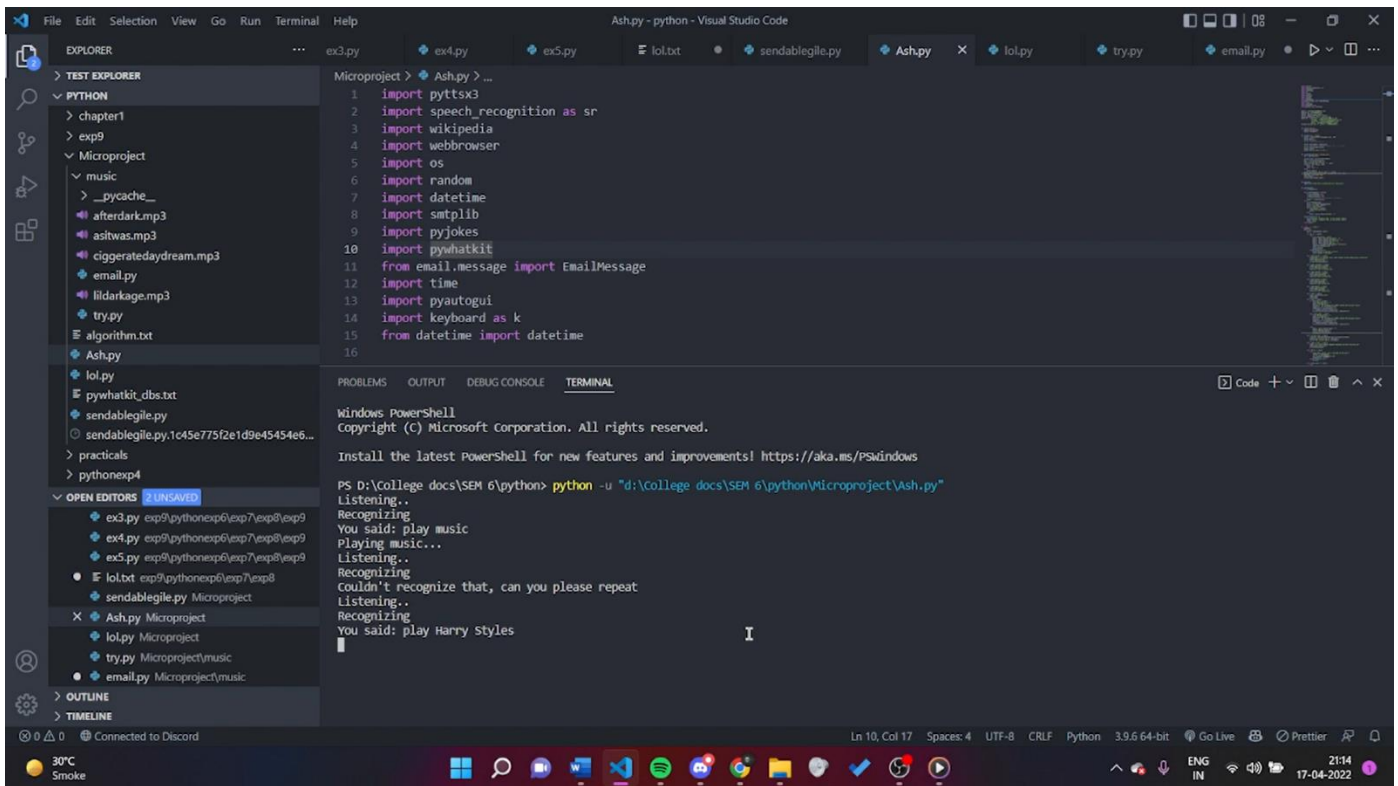 File Edit Selection View Go Run Terminal Help
Ash.py - python - Visual Studio Code
EXPLORER
ex3.py ex4.py ex5.py lol.txt sendablegile.py Ash.py lol.py try.py email.py
TEST EXPLORER
PYTHON
chapter1
exp9
Microproject
music
__pycache__
afterdark.mp3
asitwas.mp3
ciggeratedaydream.mp3
email.py
lildarkage.mp3
try.py
algorithm.txt
Ash.py
lol.py
pywhatkit_dbs.txt
sendablegile.py
sendablegile.py.1c45e775f2e1d9e45454e6...
practicals
pythonexp4
OPEN EDITORS 2 UNSAVED
ex3.py exp9\pythonexp6\exp7\exp8\exp9
ex4.py exp9\pythonexp6\exp7\exp8\exp9
ex5.py exp9\pythonexp6\exp7\exp8\exp9
lol.txt exp9\pythonexp6\exp7\exp8
sendablegile.py Microproject
Ash.py Microproject
lol.py Microproject
try.py Microproject\music
email.py Microproject\music
OUTLINE
TIMELINE
Microproject > Ash.py > ...
1 import pyttsx3
2 import speech_recognition as sr
3 import wikipedia
4 import webbrowser
5 import os
6 import random
7 import datetime
8 import smtplib
9 import pyjokes
10 import pywhatkit
11 from email.message import EmailMessage
12 import time
13 import pyautogui
14 import keyboard as k
15 from datetime import datetime
16
PROBLEMS OUTPUT DEBUG CONSOLE TERMINAL
Code
Windows PowerShell
Copyright (C) Microsoft Corporation. All rights reserved.
Install the latest PowerShell for new features and improvements! https://aka.ms/PSWindows
PS D:\College docs\SEM 6\python> python -u "d:\College docs\SEM 6\python\Microproject\Ash.py"
Listening..
Recognizing
You said: play music
Playing music...
Listening..
Recognizing
Couldn't recognize that, can you please repeat
Listening..
Recognizing
You said: play Harry Styles
0 0 Connected to Discord
Ln 10, Col 17 Spaces: 4 UTF-8 CRLF Python 3.9.6 64-bit Go Live Prettier
30°C
Smoke
ENG
IN
21:14
17-04-2022
1